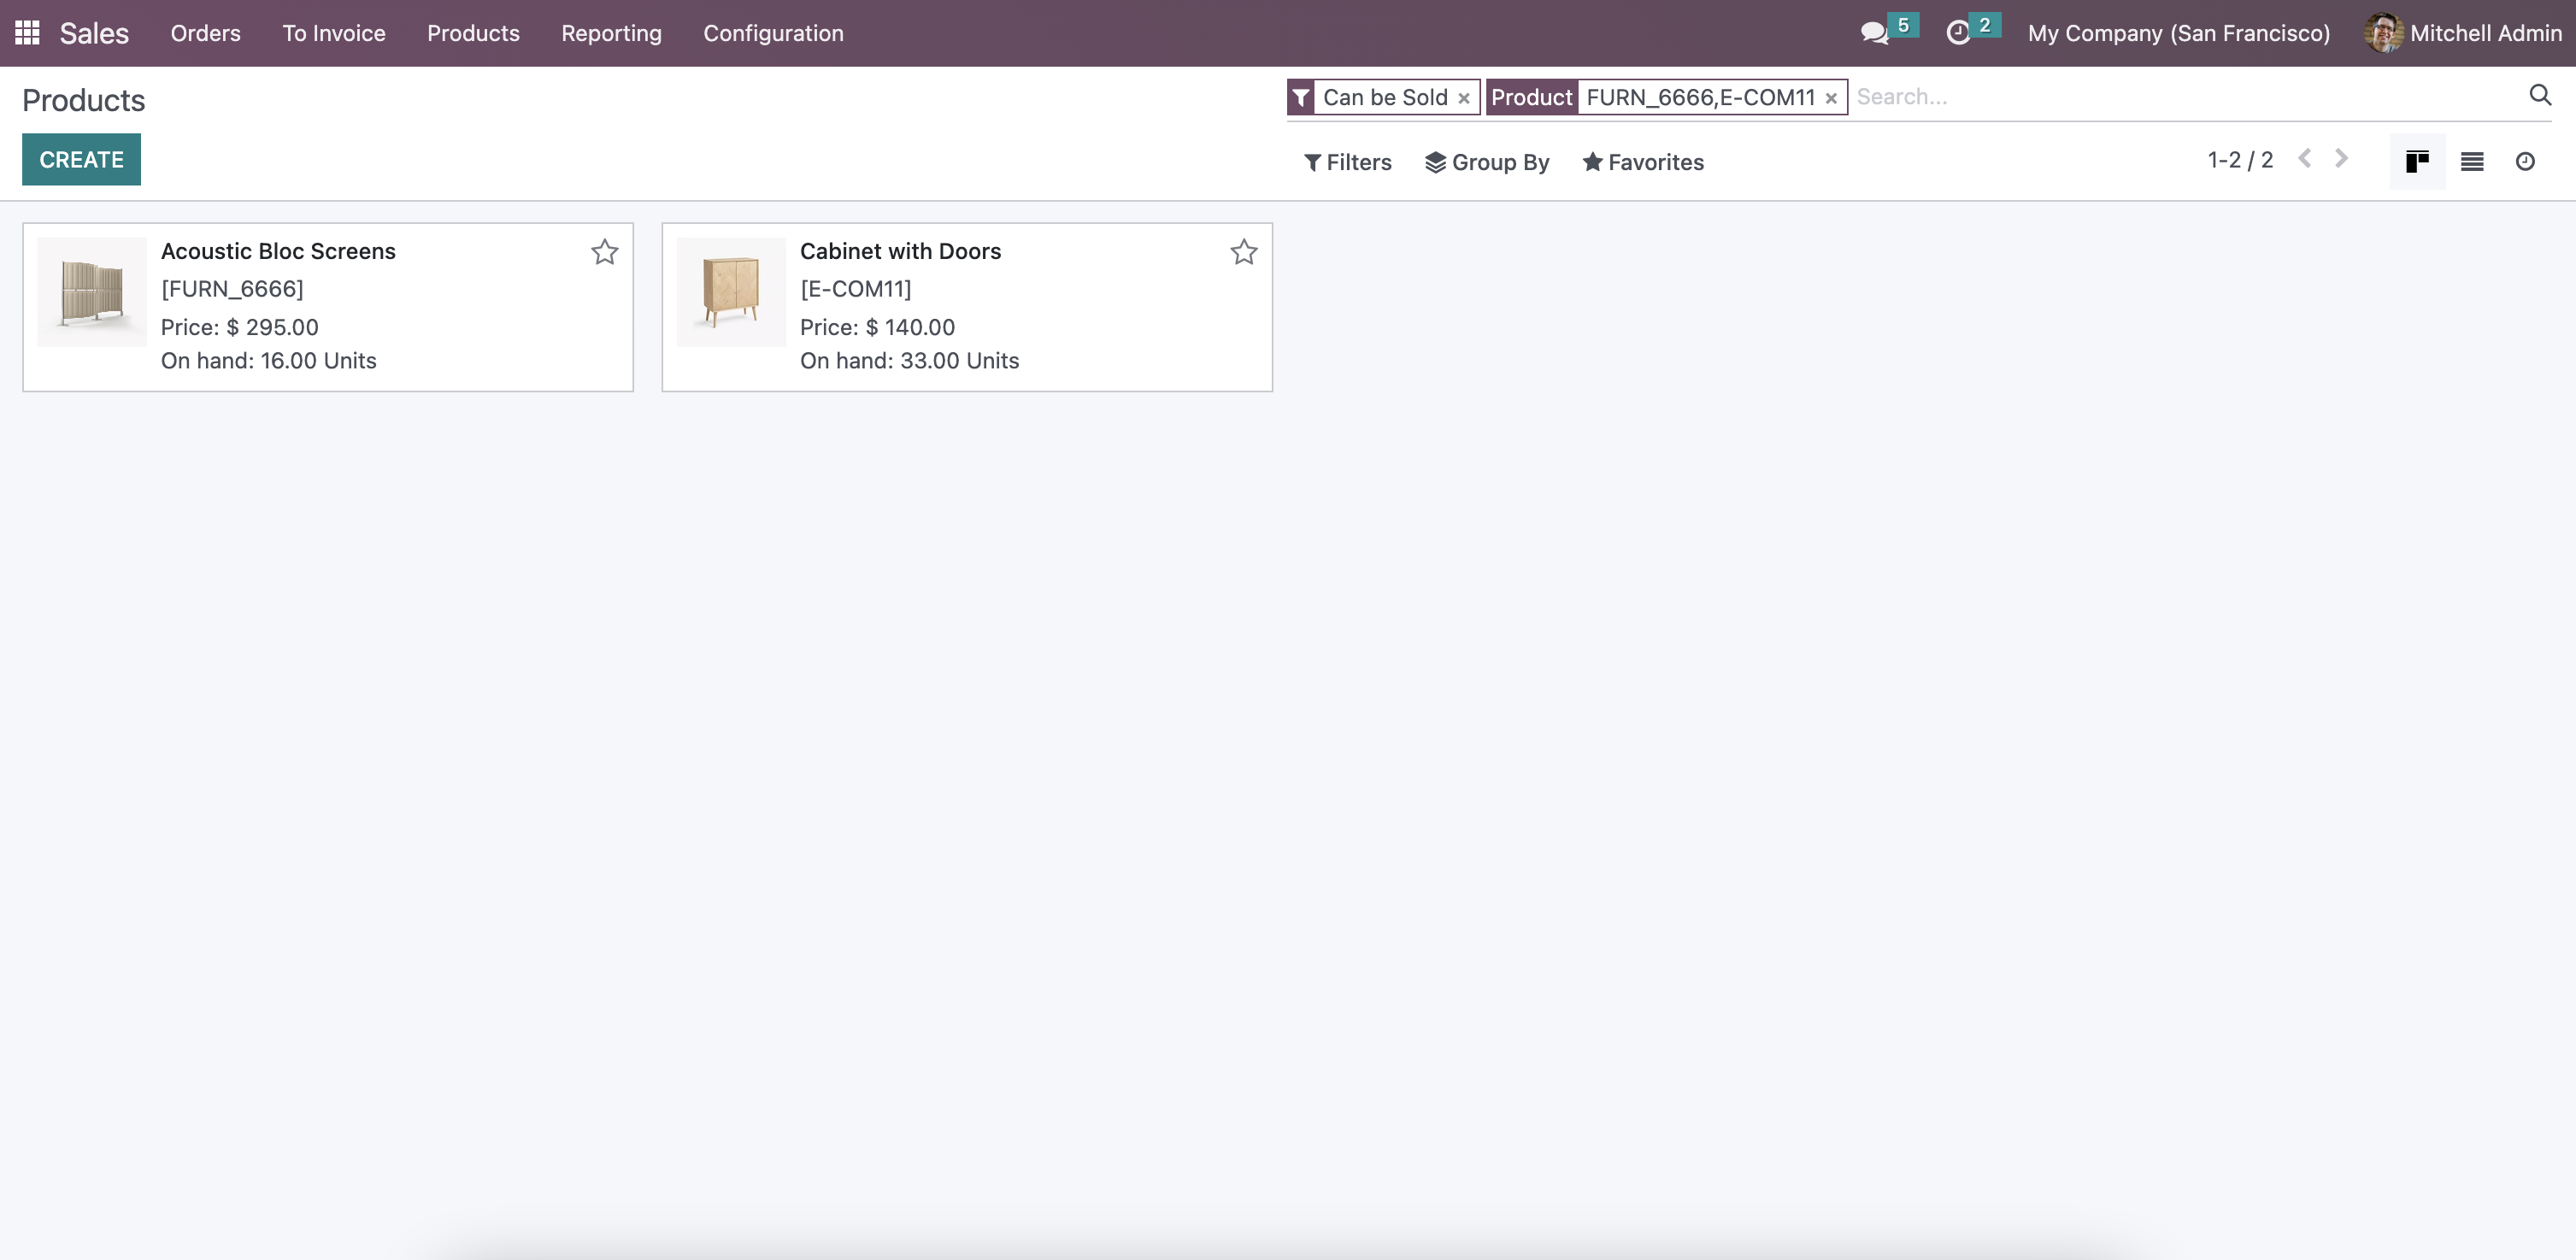 Sales Orders To Invoice Products Reporting Configuration 5 2 My Company (San Francisco) Mitchell Admin
Products
Can be Sold × Product FURN_6666,E-COM11 × Search...
CREATE
Filters Group By Favorites 1-2 / 2
Acoustic Bloc Screens
[FURN_6666]
Price: $ 295.00
On hand: 16.00 Units
Cabinet with Doors
[E-COM11]
Price: $ 140.00
On hand: 33.00 Units